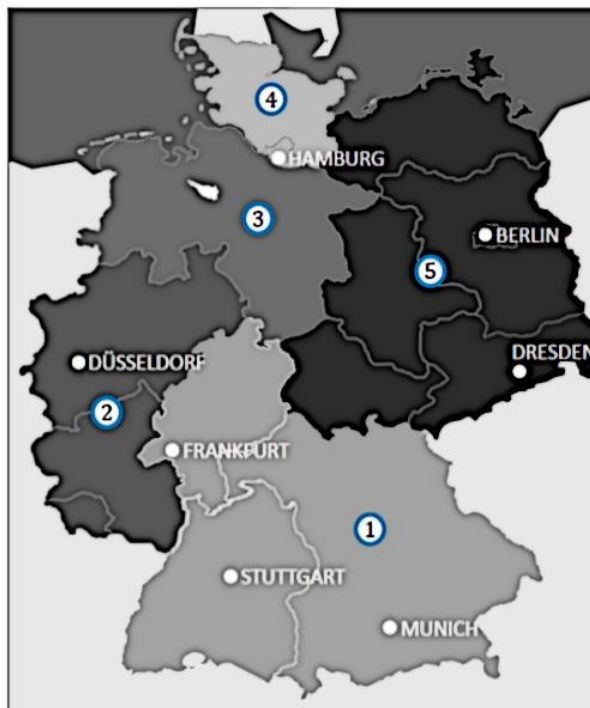 4
HAMBURG
3
BERLIN
5
DÜSSELDORF
DRESDEN
2
FRANKFURT
1
STUTTGART
MUNICH